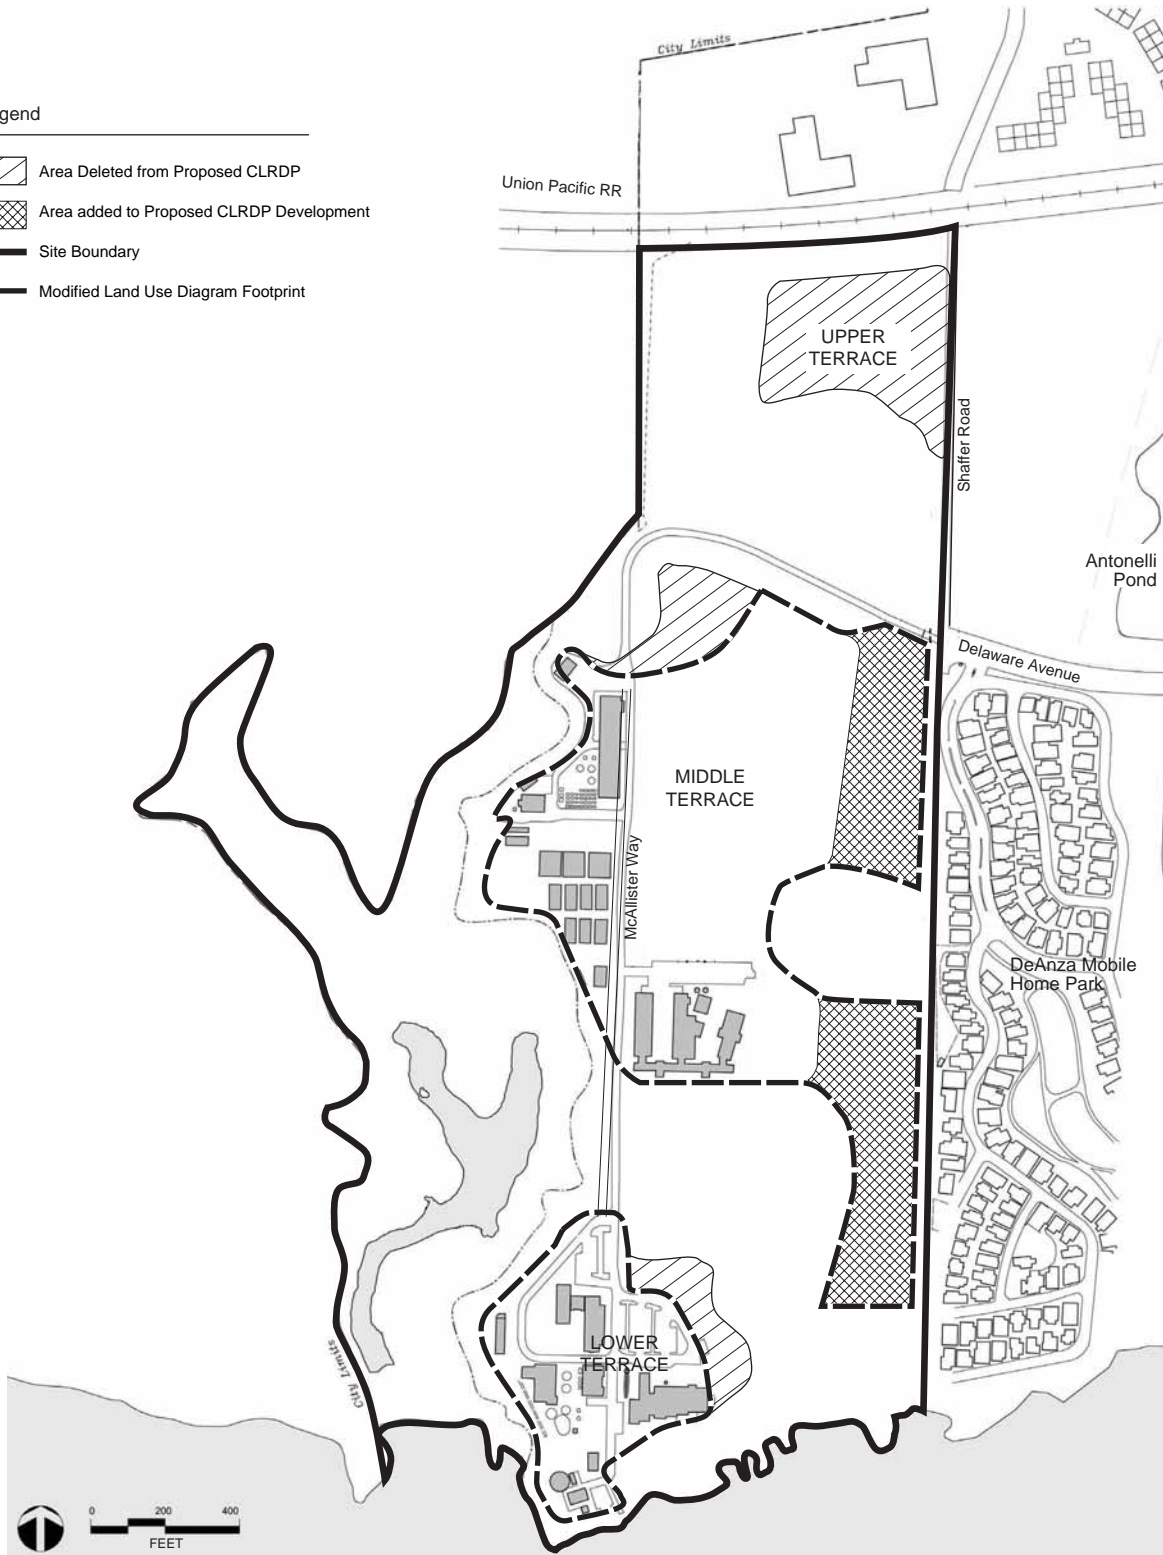 City Limits
gend
Area Deleted from Proposed CLRDP
Area added to Proposed CLRDP Development
Site Boundary
Modified Land Use Diagram Footprint
Union Pacific RR
UPPER
TERRACE
Shaffer Road
Antonelli
Pond
Delaware Avenue
MIDDLE
TERRACE
McAllister Way
DeAnza Mobile
Home Park
LOWER
TERRACE
City Limits
0 200 400
FEET